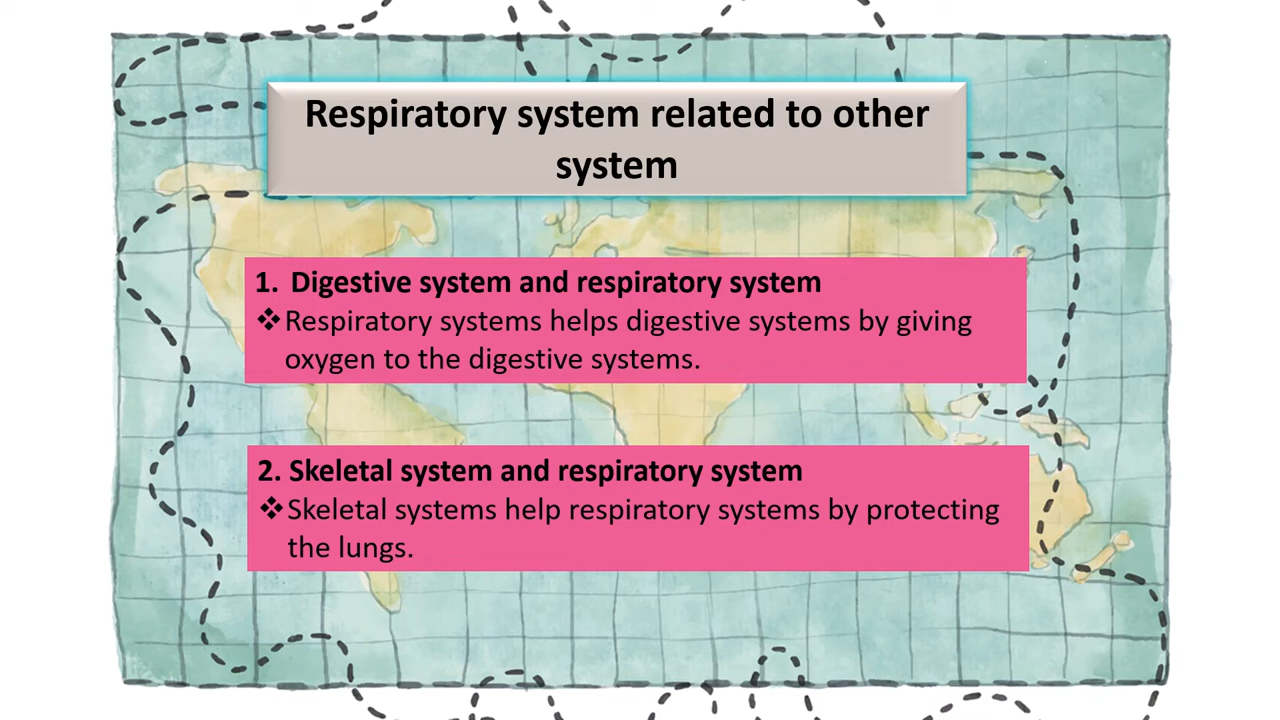 Respiratory system related to other
system
1. Digestive system and respiratory system
❖Respiratory systems helps digestive systems by giving
oxygen to the digestive systems.
2. Skeletal system and respiratory system
❖Skeletal systems help respiratory systems by protecting
the lungs.